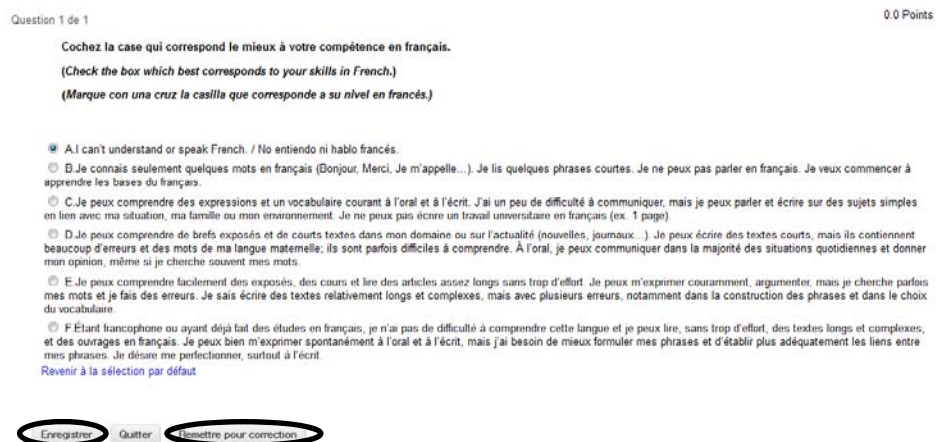 Question 1 de 1
0.0 Points
Cochez la case qui correspond le mieux à votre compétence en français.
(Check the box which best corresponds to your skills in French.)
(Marque con una cruz la casilla que corresponde a su nivel en francés.)
A.I can't understand or speak French. / No entiendo ni hablo francés.
B.Je connais seulement quelques mots en français (Bonjour, Merci, Je m'appelle...). Je lis quelques phrases courtes. Je ne peux pas parler en français. Je veux commencer à
apprendre les bases du français.
C.Je peux comprendre des expressions et un vocabulaire courant à l'oral et à l'écrit. J'ai un peu de difficulté à communiquer, mais je peux parler et écrire sur des sujets simples
en lien avec ma situation, ma famille ou mon environnement. Je ne peux pas écrire un travail universitaire en français (ex. 1 page).
D.Je peux comprendre de brefs exposés et de courts textes dans mon domaine ou sur l'actualité (nouvelles, journaux...). Je peux écrire des textes courts, mais ils contiennent
beaucoup d'erreurs et des mots de ma langue maternelle; ils sont parfois difficiles à comprendre. À l'oral, je peux communiquer dans la majorité des situations quotidiennes et donner
mon opinion, même si je cherche souvent mes mots.
E.Je peux comprendre facilement des exposés, des cours et lire des articles assez longs sans trop d'effort. Je peux m'exprimer couramment, argumenter, mais je cherche parfois
mes mots et je fais des erreurs. Je sais écrire des textes relativement longs et complexes, mais avec plusieurs erreurs, notamment dans la construction des phrases et dans le choix
du vocabulaire.
F.Étant francophone ou ayant déjà fait des études en français, je n'ai pas de difficulté à comprendre cette langue et je peux lire, sans trop d'effort, des textes longs et complexes,
et des ouvrages en français. Je peux bien m'exprimer spontanément à l'oral et à l'écrit, mais j'ai besoin de mieux formuler mes phrases et d'établir plus adéquatement les liens entre
mes phrases. Je désire me perfectionner, surtout à l'écrit.
Revenir à la sélection par défaut
Enregistrer Quitter Remettre pour correction